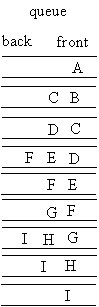 queue
back front
A
C B
D C
F E D
F E
G F
I H G
I H
I